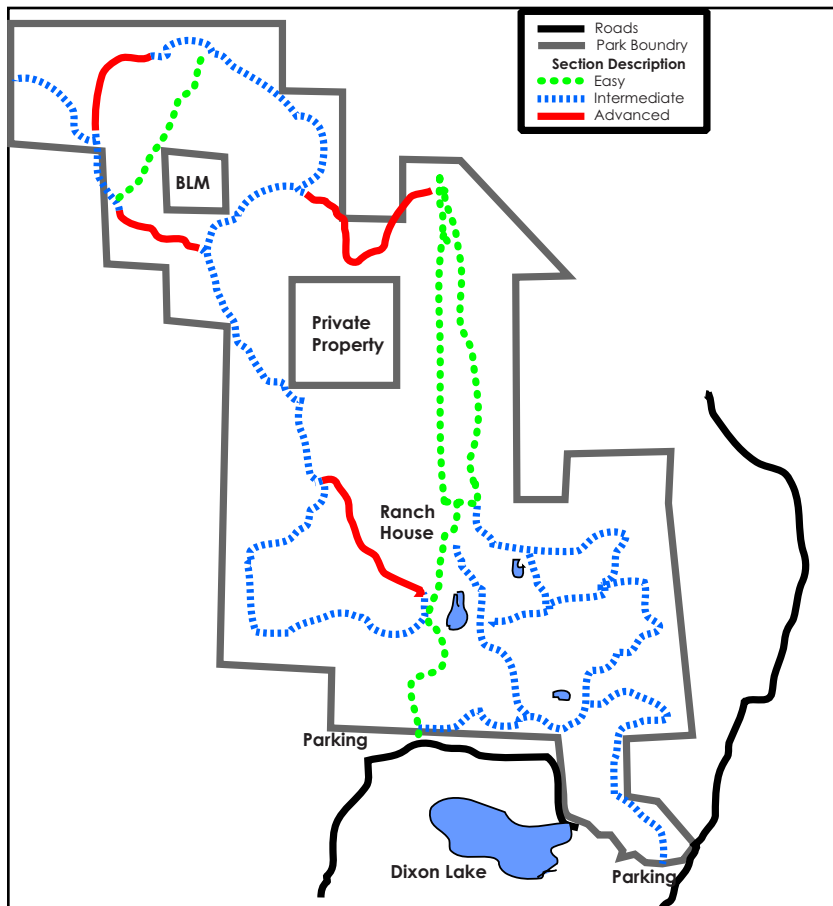 Roads
Park Boundry
Section Description
Easy
Intermediate
Advanced
BLM
Private
Property
Ranch
House
Parking
Dixon Lake
Parking